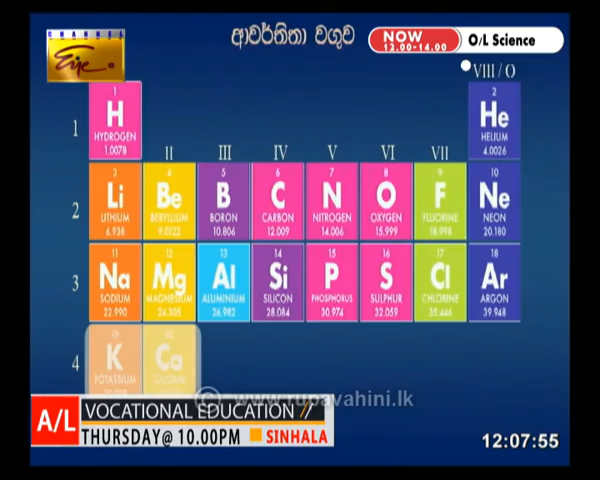 CHANNEL
Eye
ආවර්තිතා වගුව
NOW
12.00-14.00
O/L Science
VIII / O
1
1
H
HYDROGEN
1.0078
2
He
HELIUM
4.0026
II
III
IV
V
VI
VII
2
3
Li
LITHIUM
6.938
4
Be
BERYLLIUM
9.0122
5
B
BORON
10.806
6
C
CARBON
12.009
7
N
NITROGEN
14.006
8
O
OXYGEN
15.999
9
F
FLUORINE
18.998
10
Ne
NEON
20.180
3
11
Na
SODIUM
22.990
12
Mg
MAGNESIUM
24.305
13
Al
ALUMINIUM
26.982
14
Si
SILICON
28.084
15
P
PHOSPHORUS
30.974
16
S
SULPHUR
32.059
17
Cl
CHLORINE
35.446
18
Ar
ARGON
39.948
4
19
K
POTASSIUM
20
Ca
CALCIUM
© www.rupavahini.lk
A/L
VOCATIONAL EDUCATION //
THURSDAY@ 10.00PM SINHALA
12:07:55